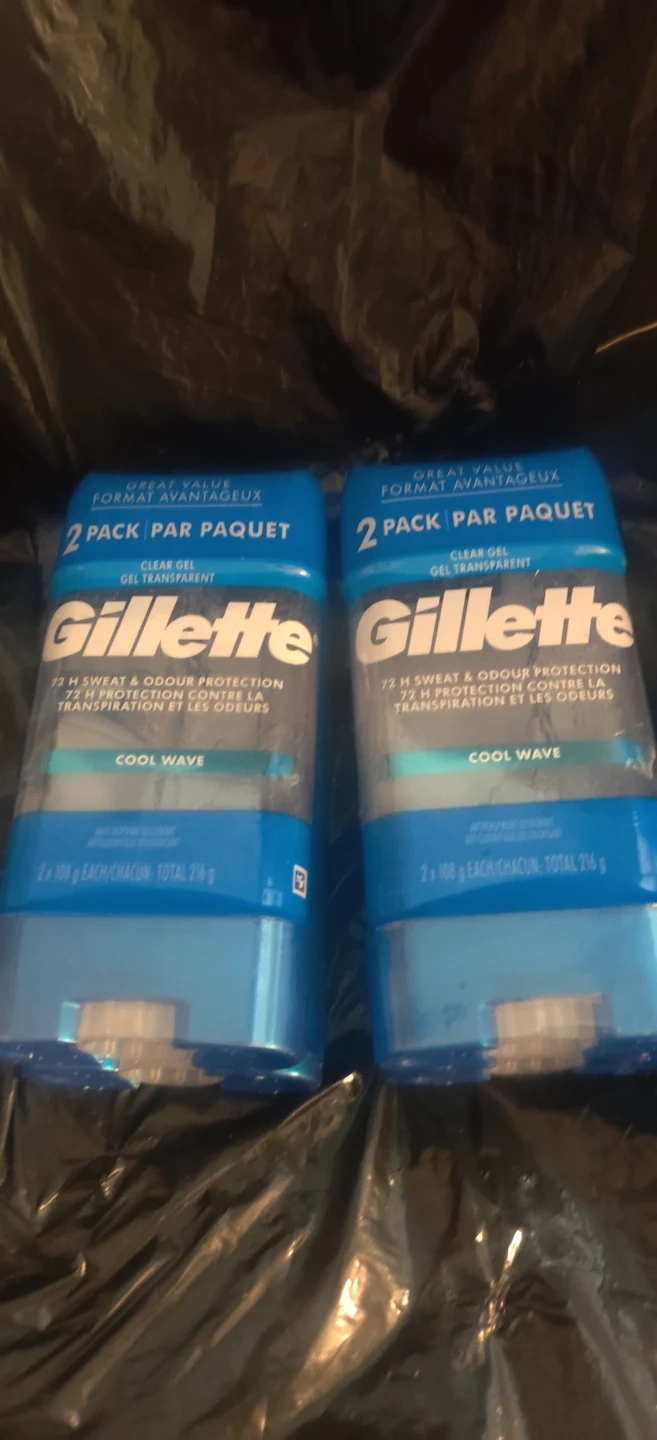 GREAT VALUE
FORMAT AVANTAGEUX
2 PACK | PAR PAQUET
CLEAR GEL
GEL TRANSPARENT
Gillette
72 H SWEAT & ODOUR PROTECTION
72 H PROTECTION CONTRE LA
TRANSPIRATION ET LES ODEURS
COOL WAVE
2 x 108 g EACH/CHACUN: TOTAL 216 g
GREAT VALUE
FORMAT AVANTAGEUX
2 PACK | PAR PAQUET
CLEAR GEL
GEL TRANSPARENT
Gillette
72 H SWEAT & ODOUR PROTECTION
72 H PROTECTION CONTRE LA
TRANSPIRATION ET LES ODEURS
COOL WAVE
2 x 108 g EACH/CHACUN: TOTAL 216 g